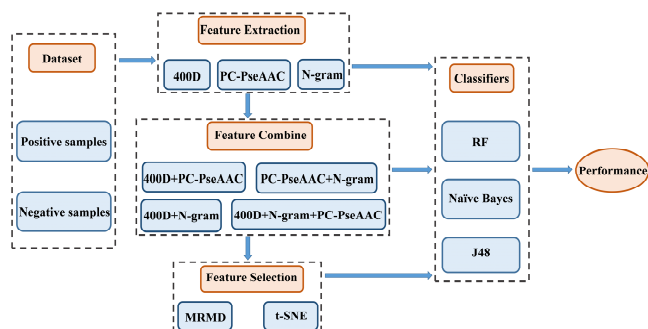 Dataset
Positive samples
Negative samples
Feature Extraction
400D
PC-PseAAC
N-gram
Feature Combine
400D+PC-PseAAC
PC-PseAAC+N-gram
400D+N-gram
400D+N-gram+PC-PseAAC
Feature Selection
MRMD
t-SNE
Classifiers
RF
Naïve Bayes
J48
Performance